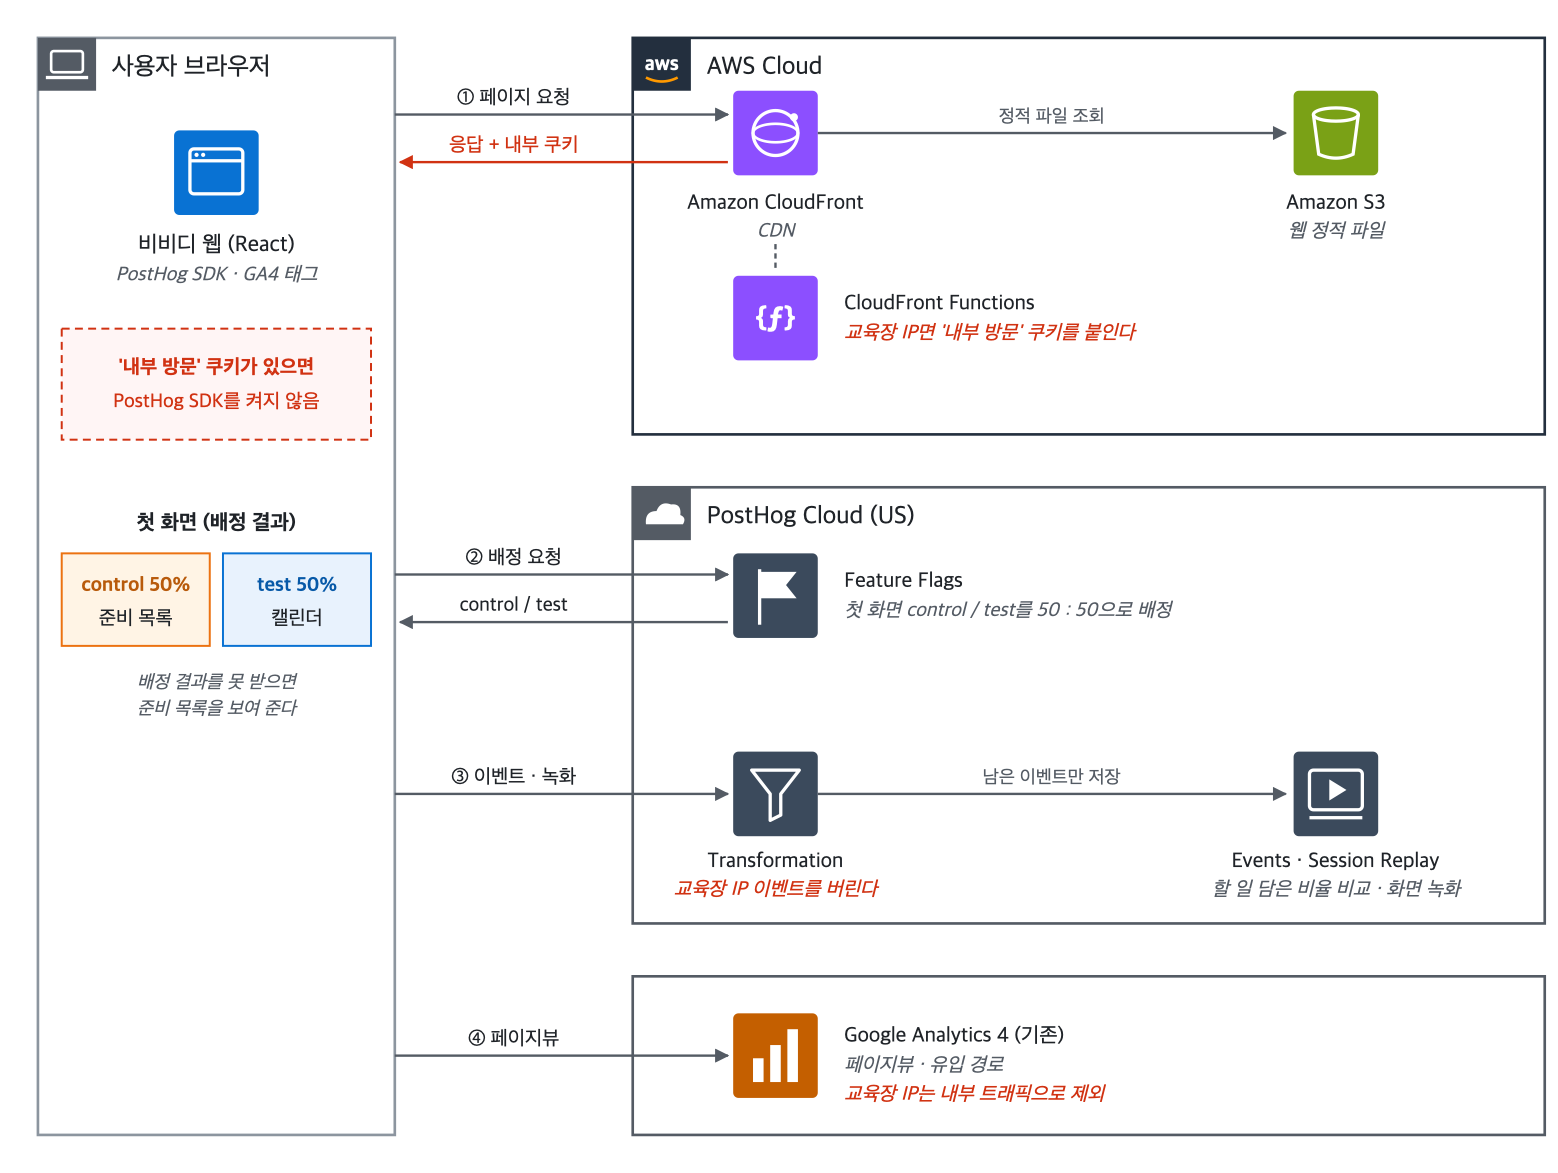 사용자 브라우저
비비디 웹 (React)
PostHog SDK · GA4 태그
'내부 방문' 쿠키가 있으면
PostHog SDK를 켜지 않음
첫 화면 (배정 결과)
control 50%
준비 목록
test 50%
캘린더
배정 결과를 못 받으면
준비 목록을 보여 준다
① 페이지 요청
응답 + 내부 쿠키
② 배정 요청
control / test
③ 이벤트 · 녹화
④ 페이지뷰
aws
AWS Cloud
정적 파일 조회
Amazon CloudFront
CDN
Amazon S3
웹 정적 파일
{ƒ}
CloudFront Functions
교육장 IP면 '내부 방문' 쿠키를 붙인다
PostHog Cloud (US)
Feature Flags
첫 화면 control / test를 50 : 50으로 배정
남은 이벤트만 저장
Transformation
교육장 IP 이벤트를 버린다
Events · Session Replay
할 일 담은 비율 비교 · 화면 녹화
Google Analytics 4 (기존)
페이지뷰 · 유입 경로
교육장 IP는 내부 트래픽으로 제외